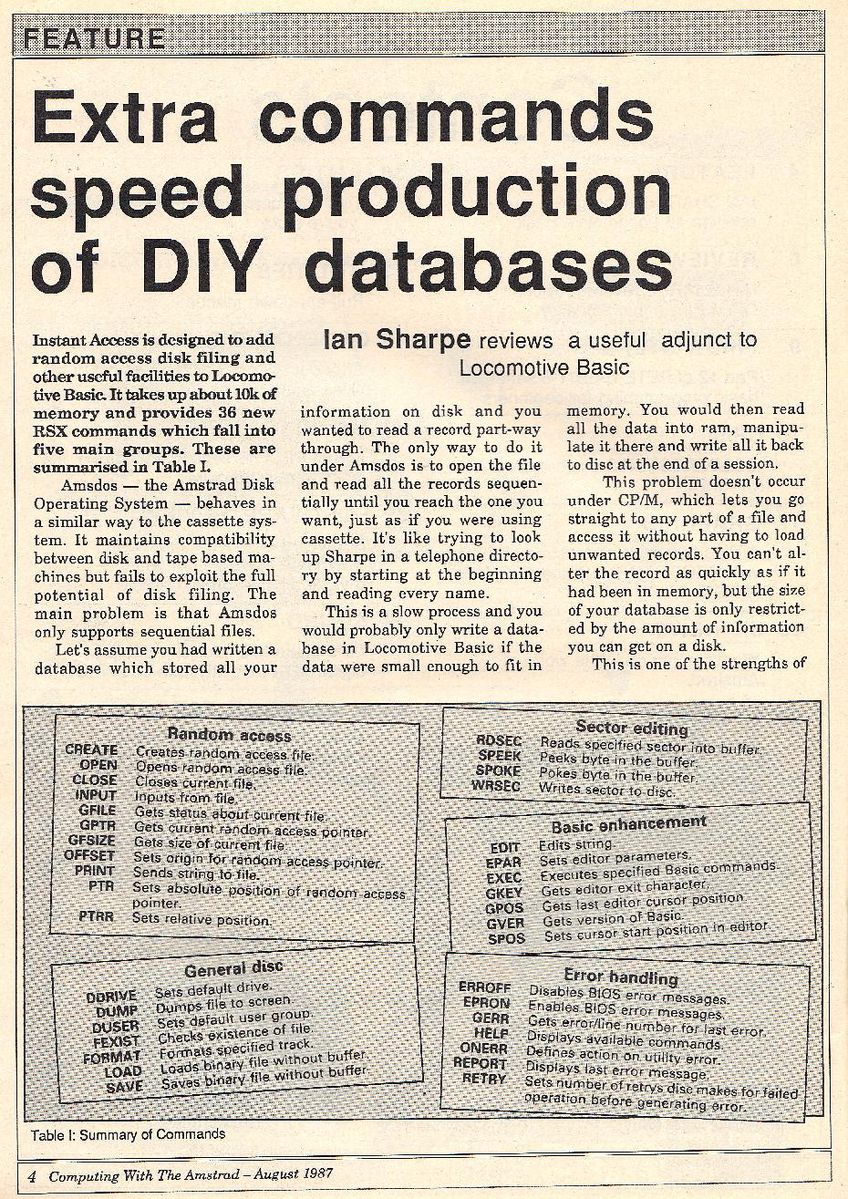 FEATURE
Extra commands
speed production
of DIY databases
Ian Sharpe reviews a useful adjunct to
Locomotive Basic
Instant Access is designed to add
random access disk filing and
other useful facilities to Locomo-
tive Basic. It takes up about 10k of
memory and provides 36 new
RSX commands which fall into
five main groups. These are
summarised in Table I.
Amsdos — the Amstrad Disk
Operating System — behaves in
a similar way to the cassette sys-
tem. It maintains compatibility
between disk and tape based ma-
chines but fails to exploit the full
potential of disk filing. The
main problem is that Amsdos
only supports sequential files.
Let's assume you had written a
database which stored all your
information on disk and you
wanted to read a record part-way
through. The only way to do it
under Amsdos is to open the file
and read all the records sequen-
tially until you reach the one you
want, just as if you were using
cassette. It's like trying to look
up Sharpe in a telephone directo-
ry by starting at the beginning
and reading every name.
This is a slow process and you
would probably only write a data-
base in Locomotive Basic if the
data were small enough to fit in
memory. You would then read
all the data into ram, manipu-
late it there and write all it back
to disc at the end of a session.
This problem doesn't occur
under CP/M, which lets you go
straight to any part of a file and
access it without having to load
unwanted records. You can't al-
ter the record as quickly as if it
had been in memory, but the size
of your database is only restrict-
ed by the amount of information
you can get on a disk.
This is one of the strengths of
Random access
CREATE Creates random access file.
OPEN Opens random access file.
CLOSE Closes current file.
INPUT Inputs from file.
GFILE Gets status about current file.
GPTR Gets current random access pointer.
GFSIZE Gets size of current file.
OFFSET Sets origin for random access pointer.
PRINT Sends string to file.
PTR Sets absolute position of random access
pointer.
PTRR Sets relative position.
General disc
DDRIVE Sets default drive.
DUMP Dumps file to screen.
DUSER Sets default user group.
FEXIST Checks existence of file.
FORMAT Formats specified track.
LOAD Loads binary file without buffer.
SAVE Saves binary file without buffer.
Sector editing
RDSEC Reads specified sector into buffer.
SPEEK Peeks byte in the buffer.
SPOKE Pokes byte in the buffer.
WRSEC Writes sector to disc.
Basic enhancement
EDIT Edits string.
EPAR Sets editor parameters.
EXEC Executes specified Basic commands.
GKEY Gets editor exit character.
GPOS Gets last editor cursor position.
GVER Gets version of Basic.
SPOS Sets cursor start position in editor.
Error handling
ERROFF Disables BIOS error messages.
EPRON Enables BIOS error messages.
GERR Gets error/line number for last error.
HELP Displays available commands.
ONERR Defines action on utility error.
REPORT Displays last error message.
RETRY Sets number of retrys disc makes for failed
operation before generating error.
Table I: Summary of Commands
4 Computing With The Amstrad – August 1987